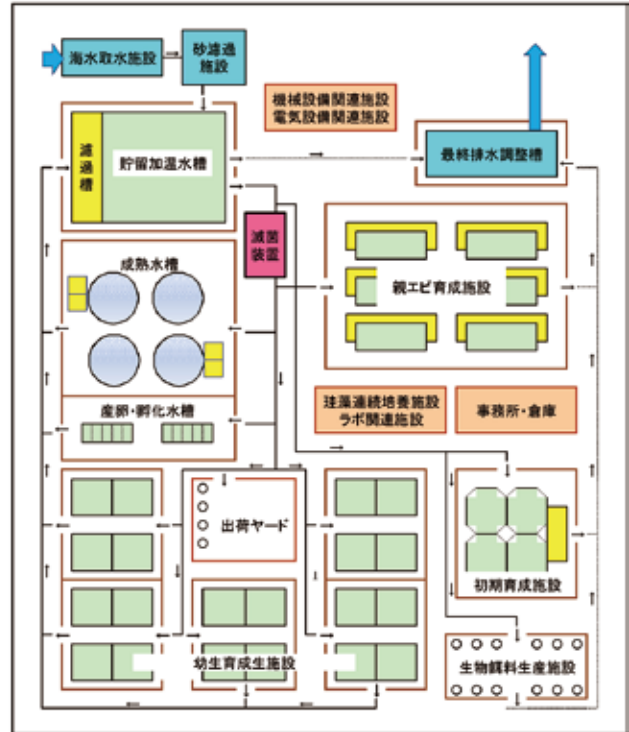 海水取水施設
砂濾過
施設
機械設備関連施設
電気設備関連施設
濾過槽
貯留加温水槽
最終排水調整槽
滅菌
装置
成熟水槽
親エビ育成施設
産卵・孵化水槽
珪藻連続培養施設
ラボ関連施設
事務所・倉庫
出荷ヤード
初期育成施設
幼生育成生施設
生物餌料生産施設